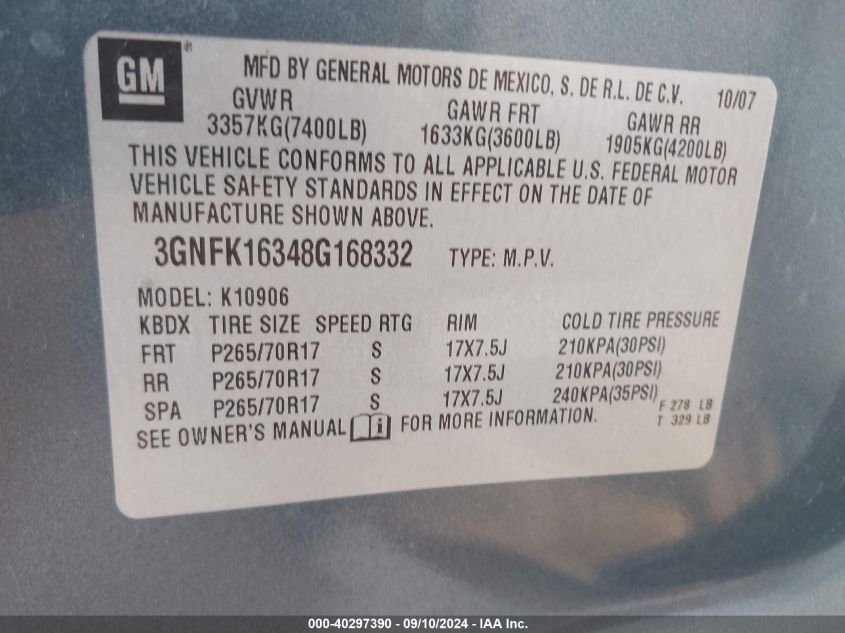 GM®
MFD BY GENERAL MOTORS DE MEXICO, S. DE R.L. DE C.V. 10/07
GVWR GAWR FRT GAWR RR
3357KG(7400LB) 1633KG(3600LB) 1905KG(4200LB)
THIS VEHICLE CONFORMS TO ALL APPLICABLE U.S. FEDERAL MOTOR
VEHICLE SAFETY STANDARDS IN EFFECT ON THE DATE OF
MANUFACTURE SHOWN ABOVE.
3GNFK16348G168332 TYPE: M.P.V.
MODEL: K10906
KBDX TIRE SIZE SPEED RTG RIM COLD TIRE PRESSURE
FRT P265/70R17 S 17X7.5J 210KPA(30PSI)
RR P265/70R17 S 17X7.5J 210KPA(30PSI)
SPA P265/70R17 S 17X7.5J 240KPA(35PSI)
F 278 LB
T 329 LB
SEE OWNER'S MANUAL i FOR MORE INFORMATION.
000-40297390 - 09/10/2024 - IAA Inc.